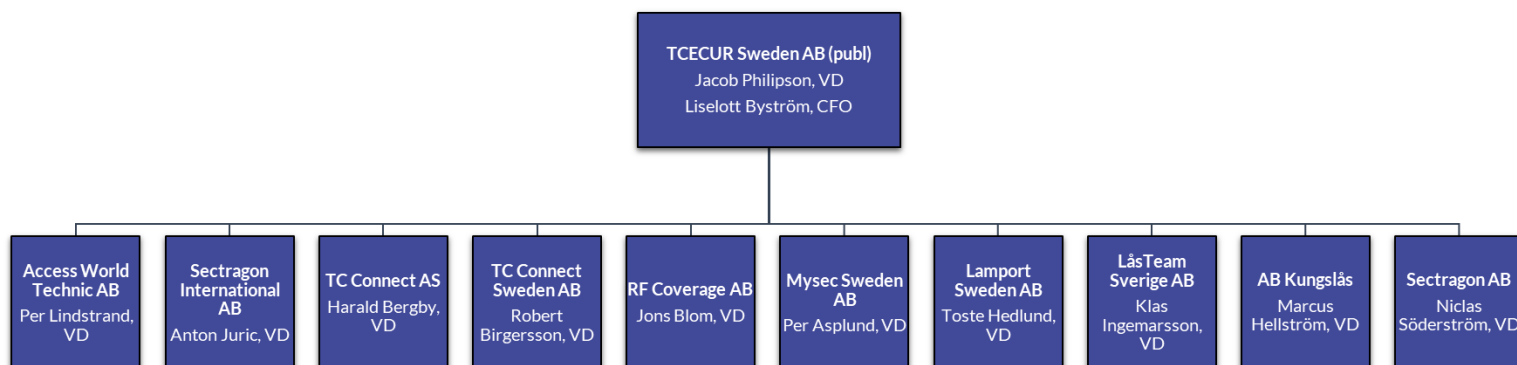 TCECUR Sweden AB (publ)
Jacob Philipson, VD
Liselott Byström, CFO
Access World
Technic AB
Per Lindstrand,
VD
Sectragon
International
AB
Anton Juric, VD
TC Connect AS
Harald Bergby,
VD
TC Connect
Sweden AB
Robert
Birgersson, VD
RF Coverage AB
Jons Blom, VD
Mysec Sweden
AB
Per Asplund, VD
Lamport
Sweden AB
Toste Hedlund,
VD
LåsTeam
Sverige AB
Klas
Ingemarsson,
VD
AB Kungslås
Marcus
Hellström, VD
Sectragon AB
Niclas
Söderström, VD